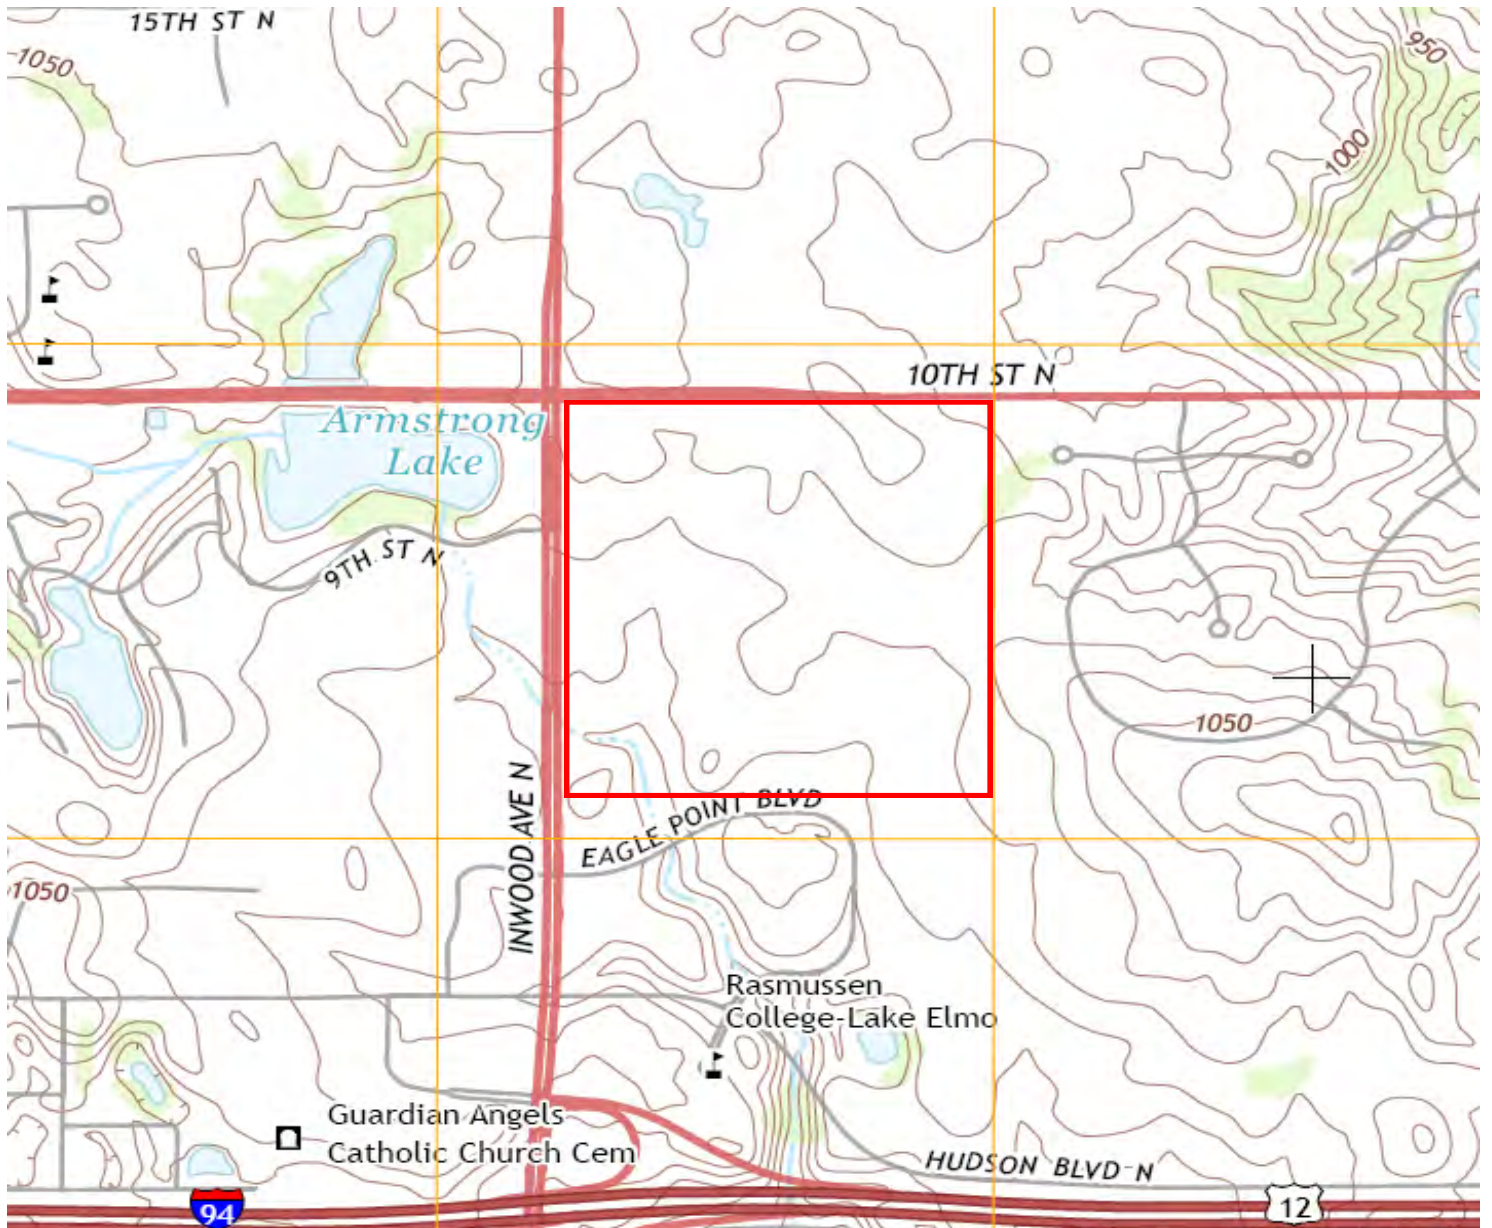 15TH ST N
1050
950
1000
10TH ST N
Armstrong
Lake
9TH ST N
1050
INWOOD AVE N
EAGLE POINT BLVD
1050
Rasmussen
College-Lake Elmo
Guardian Angels
Catholic Church Cem
HUDSON BLVD N
94
12